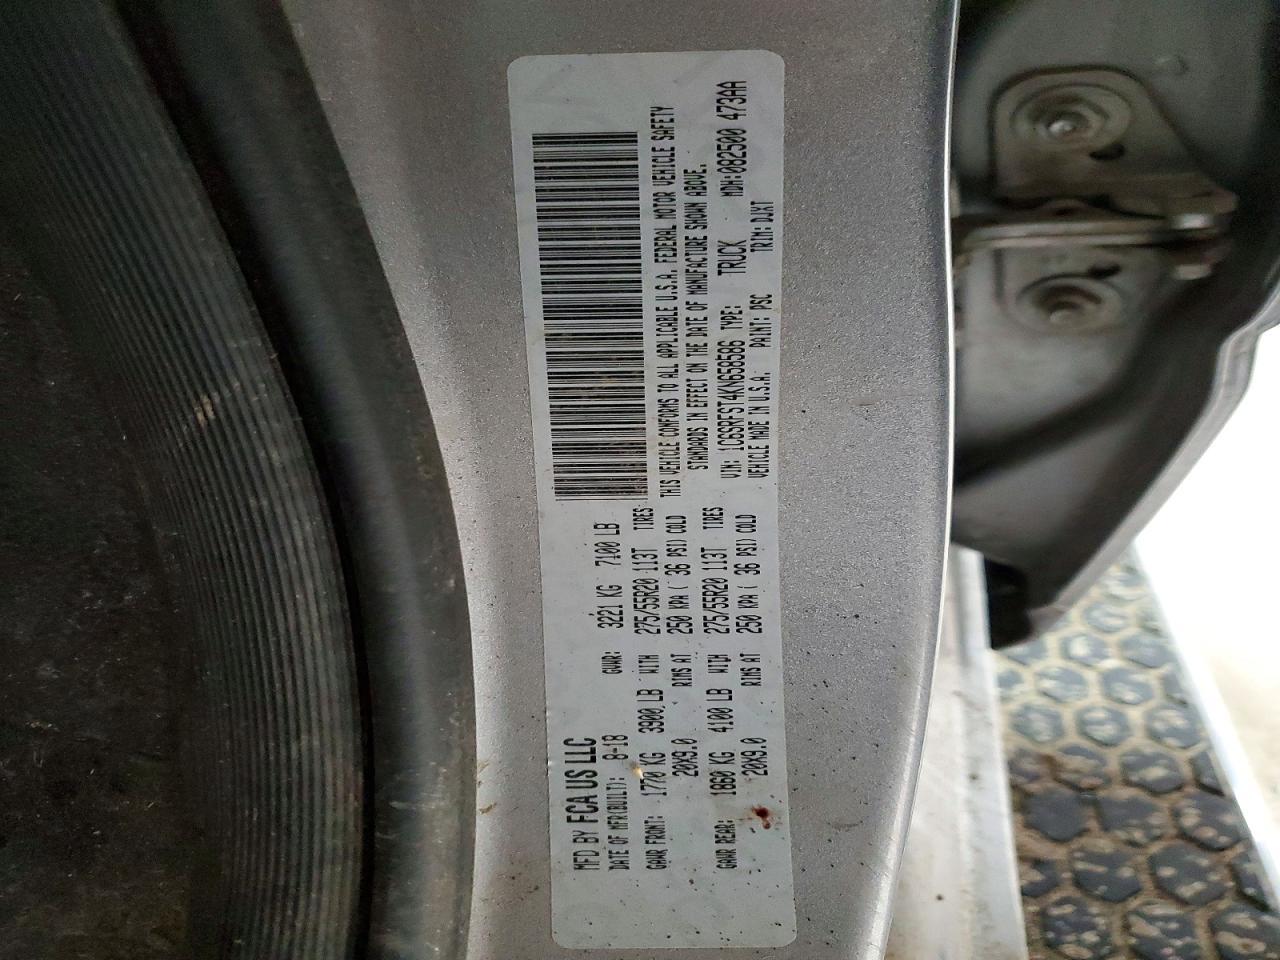 MFD BY FCA US LLC
DATE OF MFR(BUILT): 8-18 GVWR: 3221 KG 7100 LB
GAWR FRONT: 1770 KG 3900 LB WITH 275/55R20 113T TIRES
20X9.0 RIMS AT 250 KPA ( 36 PSI) COLD
GAWR REAR: 1860 KG 4100 LB WITH 275/55R20 113T TIRES
20X9.0 RIMS AT 250 KPA ( 36 PSI) COLD
THIS VEHICLE CONFORMS TO ALL APPLICABLE U.S.A. FEDERAL MOTOR VEHICLE SAFETY
STANDARDS IN EFFECT ON THE DATE OF MANUFACTURE SHOWN ABOVE.
VIN: 1C6SRFST4KN658586 TYPE: TRUCK MDH:082500 473AA
VEHICLE MADE IN U.S.A. PAINT: PSC TRIM: DJXT